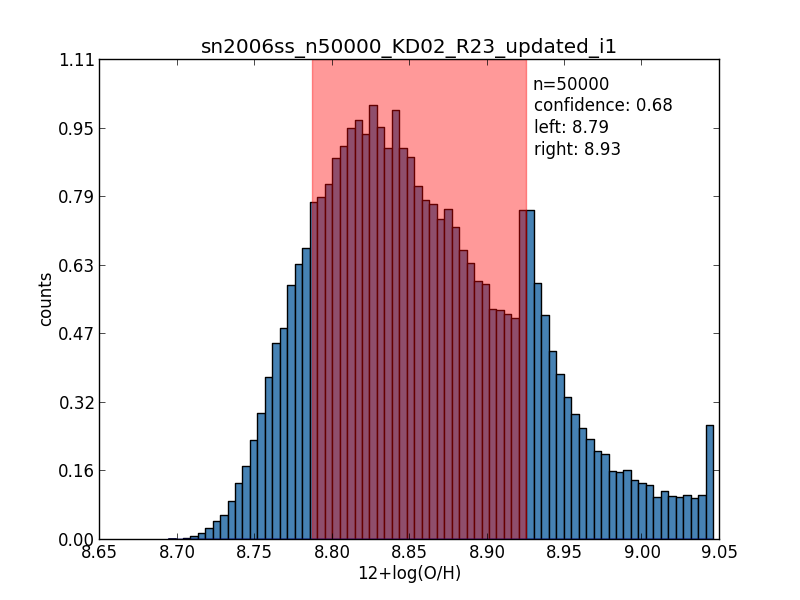 sn2006ss_n50000_KD02_R23_updated_i1
n=50000
confidence: 0.68
left: 8.79
right: 8.93
counts
1.11
0.95
0.79
0.63
0.47
0.32
0.16
0.00
8.65 8.70 8.75 8.80 8.85 8.90 8.95 9.00 9.05
12+log(O/H)